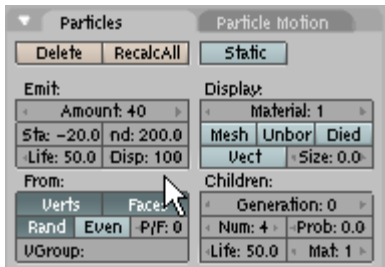 Particles Particle Motion
Delete RecalcAll Static
Emit: Display:
Amount: 40 Material: 1
Sta: -20.0 nd: 200.0 Mesh Unbor Died
Life: 50.0 Disp: 100 Vect Size: 0.0
From: Children:
Verts Faces Generation: 0
Rand Even P/F: 0 Num: 4 Prob: 0.0
VGroup: Life: 50.0 Mat: 1